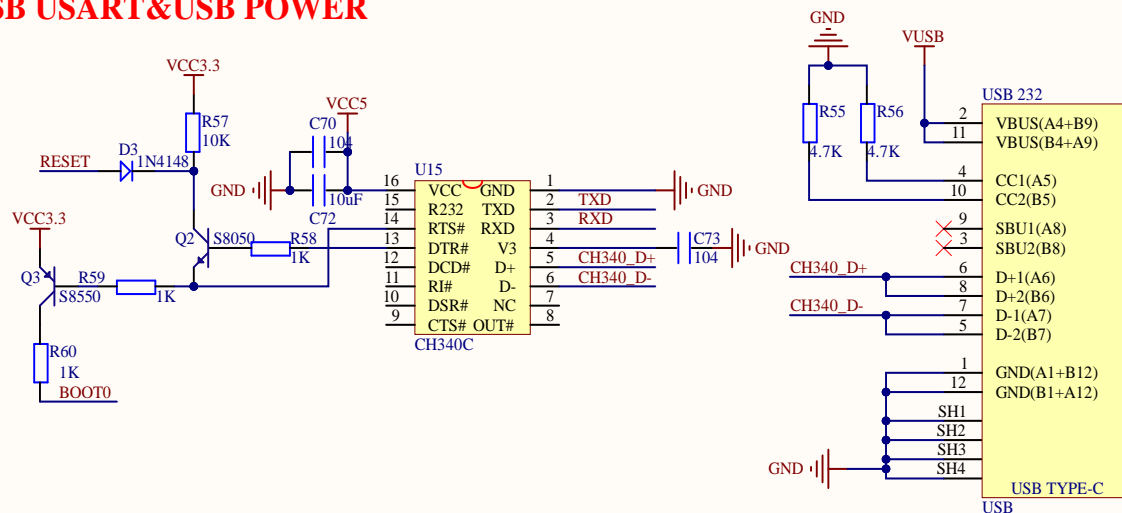 SB USART&USB POWER
GND
VUSB
VCC3.3
USB 232
R57
10K
VCC5
C70
104
R55
4.7K
R56
4.7K
2
VBUS(A4+B9)
11
VBUS(B4+A9)
D3
1N4148
RESET
GND
10uF
C72
U15
16
VCC
GND
1
GND
15
R232
TXD
2
TXD
14
RTS#
RXD
3
RXD
13
DTR#
V3
4
12
DCD#
D+
5
CH340_D+
11
RI#
D-
6
CH340_D-
10
DSR#
NC
7
9
CTS#
OUT#
8
CH340C
C73
104
GND
4
CC1(A5)
10
CC2(B5)
9
SBU1(A8)
3
SBU2(B8)
VCC3.3
Q2
S8050
R58
1K
Q3
S8550
R59
1K
R60
1K
BOOT0
CH340_D+
6
D+1(A6)
8
D+2(B6)
CH340_D-
7
D-1(A7)
5
D-2(B7)
1
GND(A1+B12)
12
GND(B1+A12)
SH1
SH2
SH3
GND
SH4
USB TYPE-C
USB